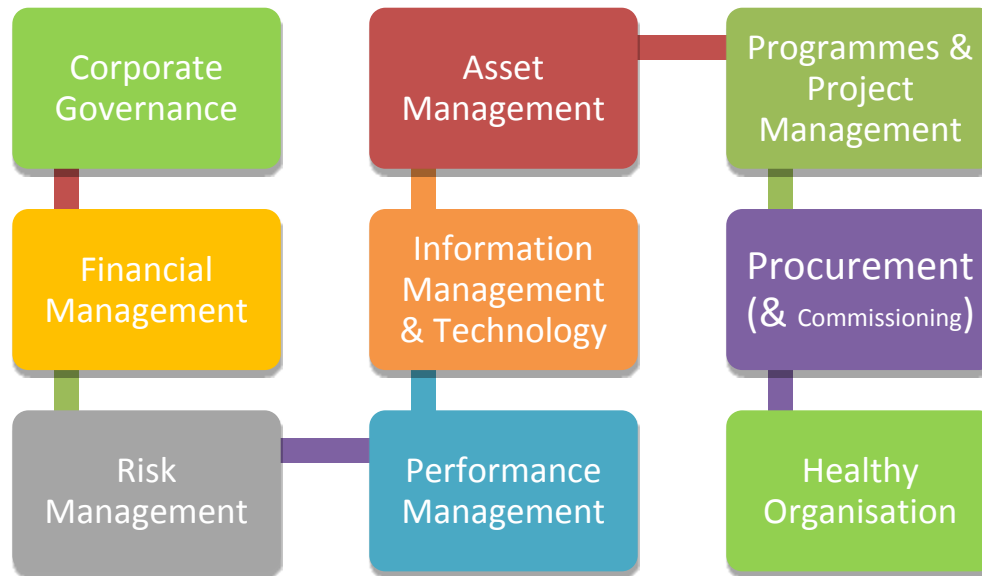 Corporate
Governance
Financial
Management
Risk
Management
Performance
Management
Information
Management
& Technology
Asset
Management
Programmes &
Project
Management
Procurement
(& Commissioning)
Healthy
Organisation